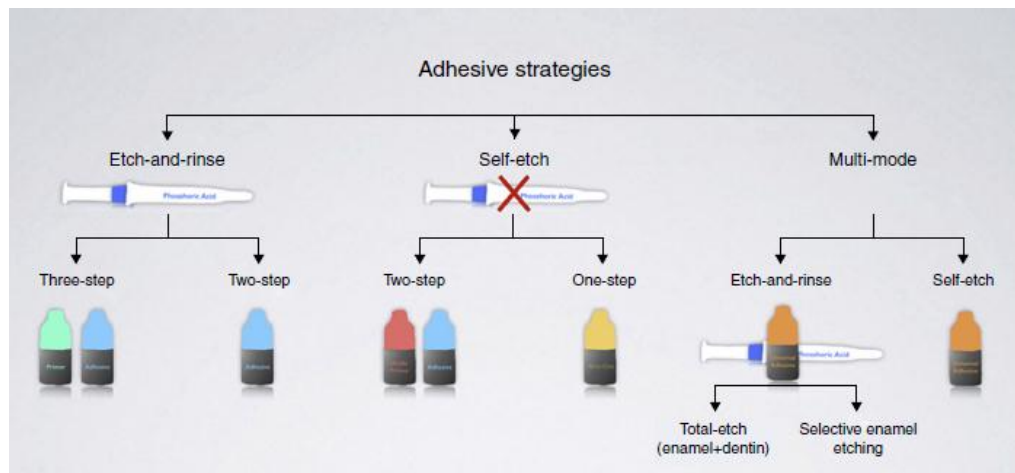 Adhesive strategies
Etch-and-rinse
Self-etch
Multi-mode
Phosphoric Acid
Phosphoric Acid
Three-step
Two-step
Two-step
One-step
Etch-and-rinse
Self-etch
Primer
Adhesive
Adhesive
Adhesive
Phosphoric Acid
Adhesive
Total-etch
(enamel+dentin)
Selective enamel
etching